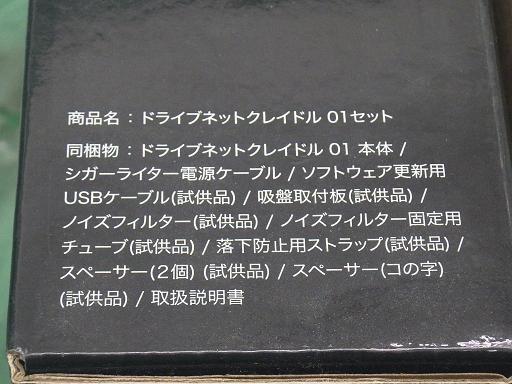 商品名 : ドライブネットクレイドル 01セット
同梱物 : ドライブネットクレイドル 01 本体 /
シガーライター電源ケーブル / ソフトウェア更新用
USBケーブル(試供品) / 吸盤取付板(試供品) /
ノイズフィルター(試供品) / ノイズフィルター固定用
チューブ(試供品) / 落下防止用ストラップ(試供品) /
スペーサー(2個) (試供品) / スペーサー(コの字)
(試供品) / 取扱説明書